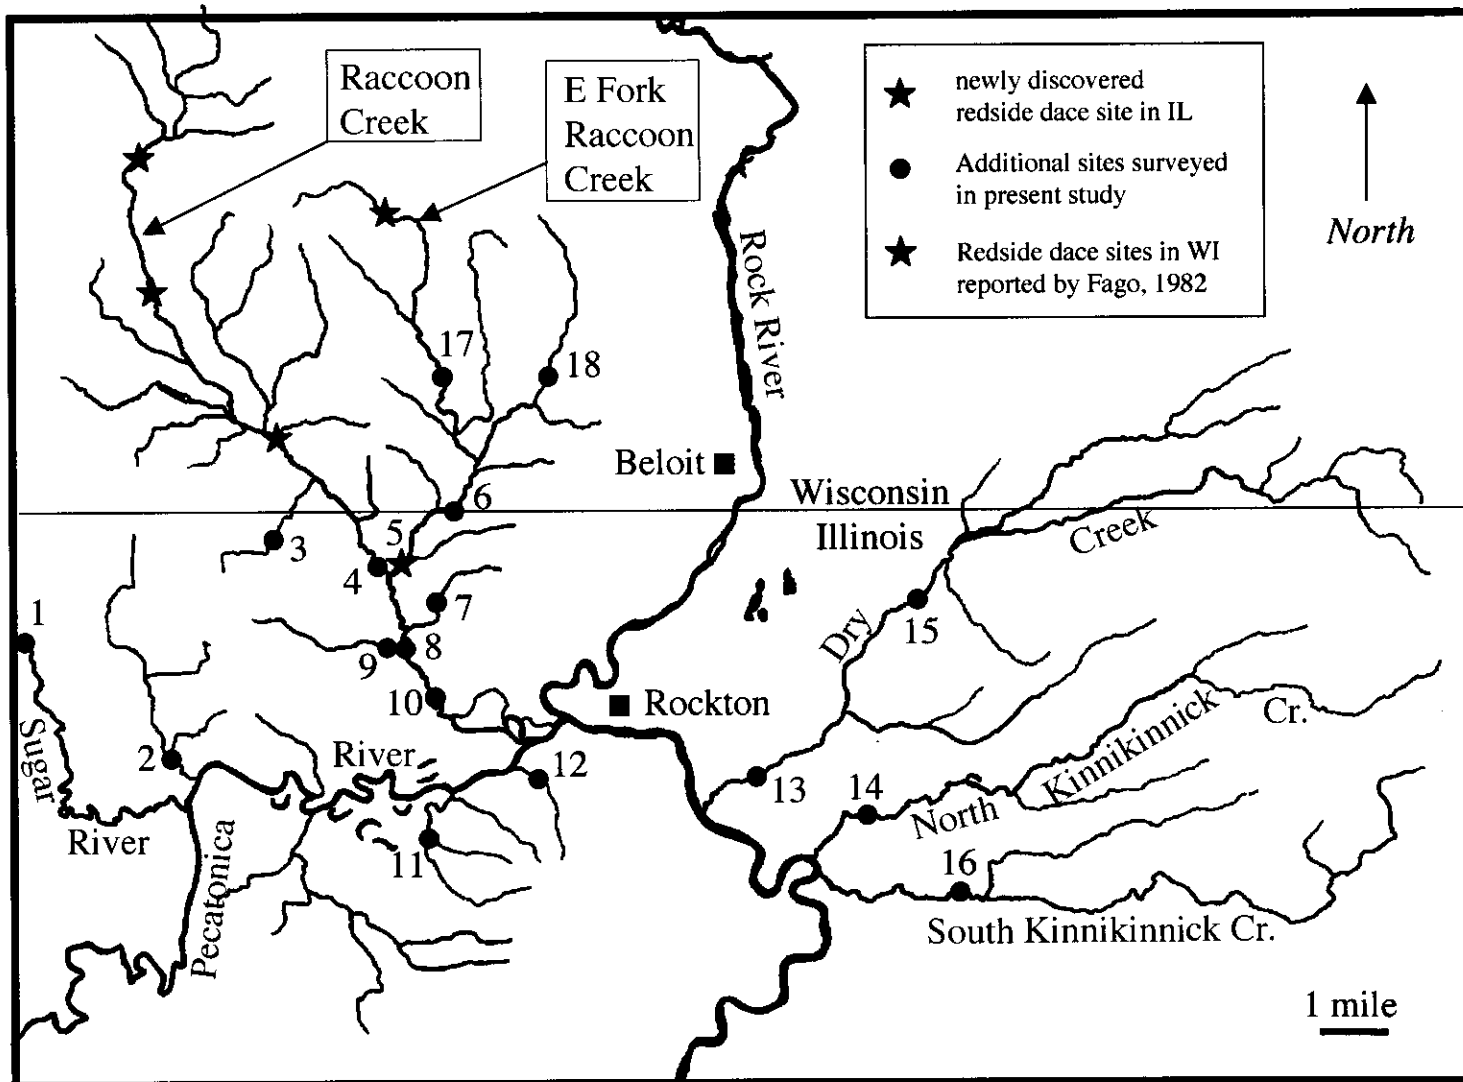 Raccoon
Creek
E Fork
Raccoon
Creek
newly discovered
redside dace site in IL
Additional sites surveyed
in present study
Redside dace sites in WI
reported by Fago, 1982
North
Rock River
17
18
Beloit
6
Wisconsin
Illinois
5
3
4
Creek
1
7
15
Dry
9
8
10
Rockton
Sugar
River
2
River
12
13
14
North
Kinnikinnick
Cr.
Pecatonica
11
16
South Kinnikinnick Cr.
1 mile